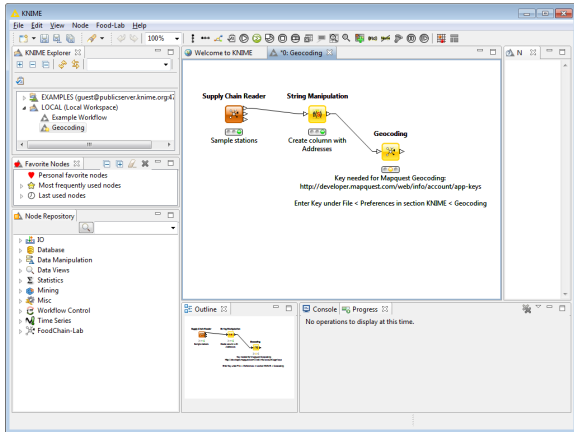 KNIME
File Edit View Node Food-Lab Help
100%
KNIME Explorer
EXAMPLES (guest@publicserver.knime.org:47
LOCAL (Local Workspace)
Example Workflow
Geocoding
Favorite Nodes
Personal favorite nodes
Most frequently used nodes
Last used nodes
Node Repository
IO
Database
Data Manipulation
Data Views
Statistics
Mining
Misc
Workflow Control
Time Series
FoodChain-Lab
Welcome to KNIME
*0: Geocoding
Supply Chain Reader
String Manipulation
Geocoding
Sample stations
Create column with
Addresses
Key needed for Mapquest Geocoding:
http://developer.mapquest.com/web/info/account/app-keys
Enter Key under File < Preferences in section KNIME < Geocoding
N
Outline
Console
Progress
No operations to display at this time.